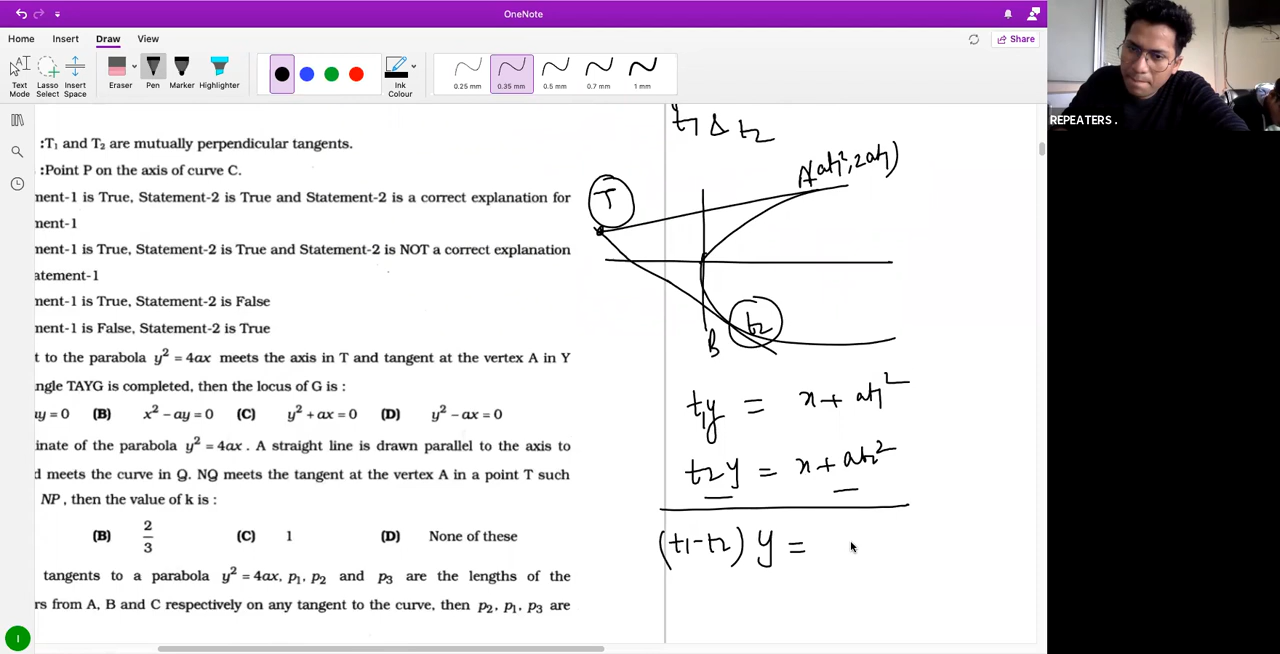 OneNote
Home Insert Draw View
Share
Text Mode
Lasso Select
Insert Space
Eraser
Pen
Marker
Highlighter
Ink Colour
0.25 mm
0.35 mm
0.5 mm
0.7 mm
1 mm
REPEATERS .
:T₁ and T₂ are mutually perpendicular tangents.
:Point P on the axis of curve C.
nent-1 is True, Statement-2 is True and Statement-2 is a correct explanation for
ment-1
ment-1 is True, Statement-2 is True and Statement-2 is NOT a correct explanation
atement-1
ment-1 is True, Statement-2 is False
ment-1 is False, Statement-2 is True
t to the parabola y² = 4ax meets the axis in T and tangent at the vertex A in Y
ngle TAYG is completed, then the locus of G is :
ay = 0 (B) x² − ay = 0 (C) y² + ax = 0 (D) y² − ax = 0
inate of the parabola y² = 4ax . A straight line is drawn parallel to the axis to
d meets the curve in Q. NQ meets the tangent at the vertex A in a point T such
NP , then the value of k is :
(B) 2/3 (C) 1 (D) None of these
tangents to a parabola y² = 4ax, p₁, p₂ and p₃ are the lengths of the
rs from A, B and C respectively on any tangent to the curve, then p₂, p₁, p₃ are
t₁ & t₂
A(at₁², 2at₁)
T
t₂
B
t₁y = x + at₁²
t₂y = x + at₂²
(t₁-t₂) y =
I